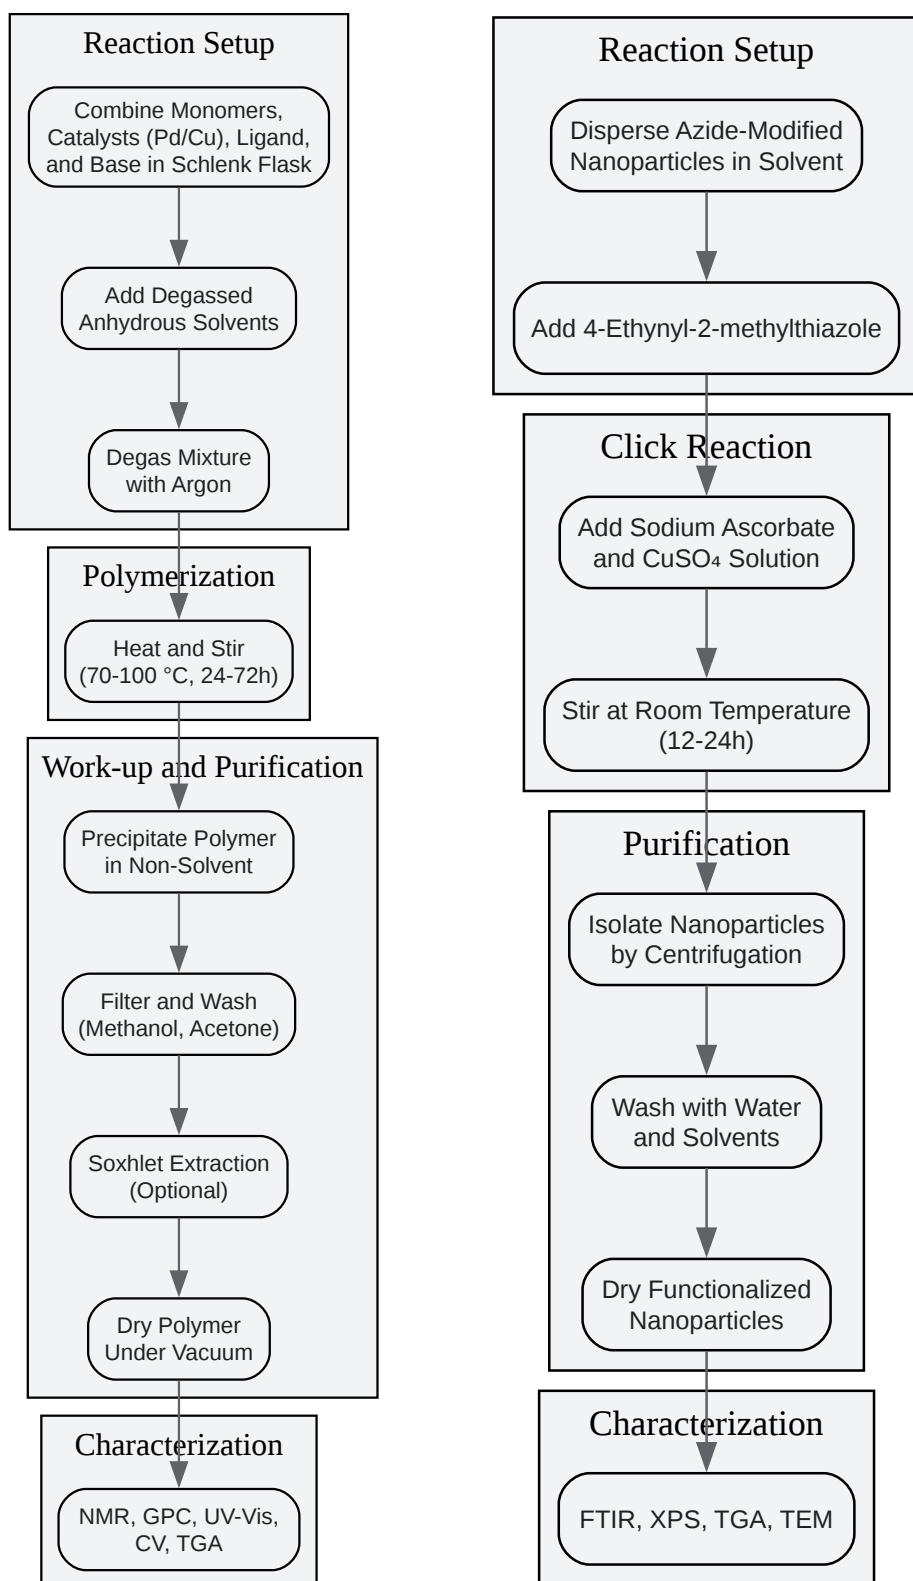 Reaction Setup
Combine Monomers,
Catalysts (Pd/Cu), Ligand,
and Base in Schlenk Flask
Add Degassed
Anhydrous Solvents
Degas Mixture
with Argon
Polymerization
Heat and Stir
(70-100 °C, 24-72h)
Work-up and Purification
Precipitate Polymer
in Non-Solvent
Filter and Wash
(Methanol, Acetone)
Soxhlet Extraction
(Optional)
Dry Polymer
Under Vacuum
Characterization
NMR, GPC, UV-Vis,
CV, TGA
Reaction Setup
Disperse Azide-Modified
Nanoparticles in Solvent
Add 4-Ethynyl-2-methylthiazole
Click Reaction
Add Sodium Ascorbate
and CuSO₄ Solution
Stir at Room Temperature
(12-24h)
Purification
Isolate Nanoparticles
by Centrifugation
Wash with Water
and Solvents
Dry Functionalized
Nanoparticles
Characterization
FTIR, XPS, TGA, TEM